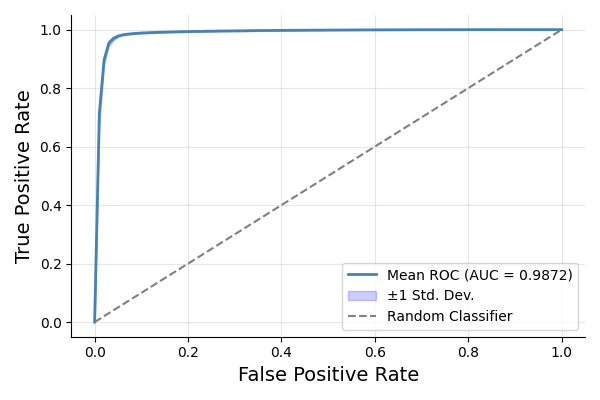 1.0
0.8
0.6
0.4
0.2
0.0
True Positive Rate
Mean ROC (AUC = 0.9872)
±1 Std. Dev.
Random Classifier
0.0 0.2 0.4 0.6 0.8 1.0
False Positive Rate